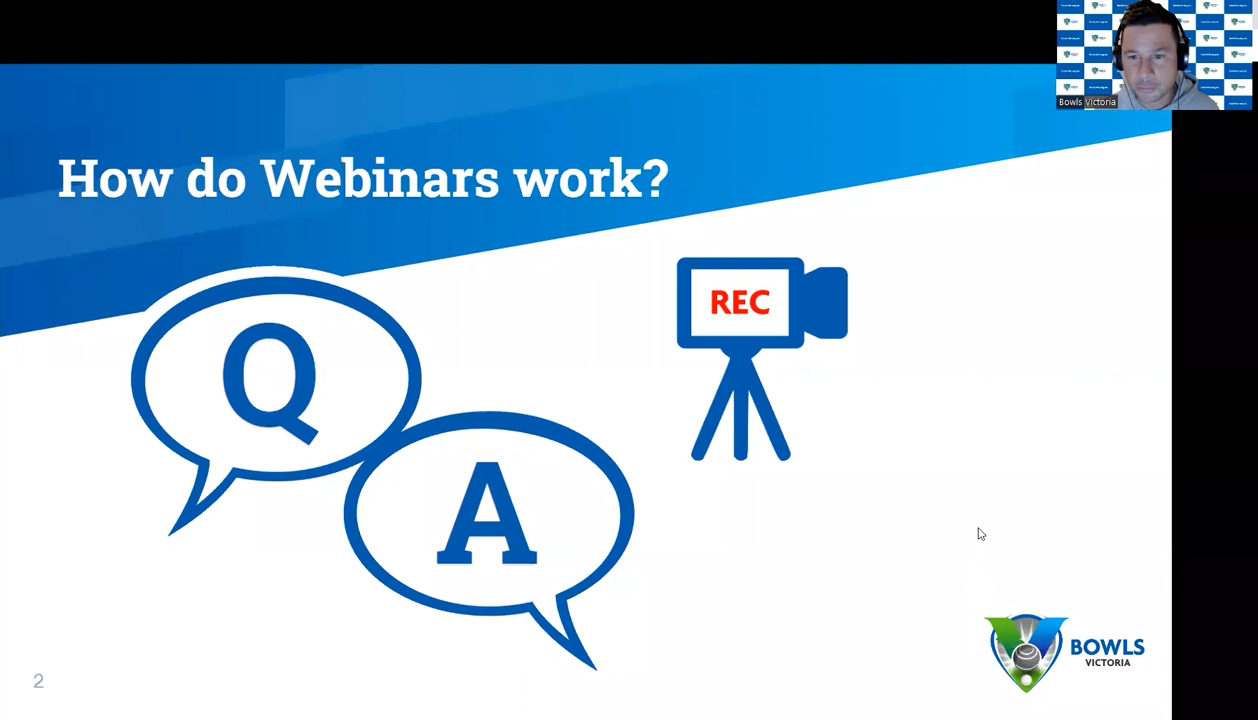 Bowls Victoria
How do Webinars work?
REC
Q
A
BOWLS
VICTORIA
2